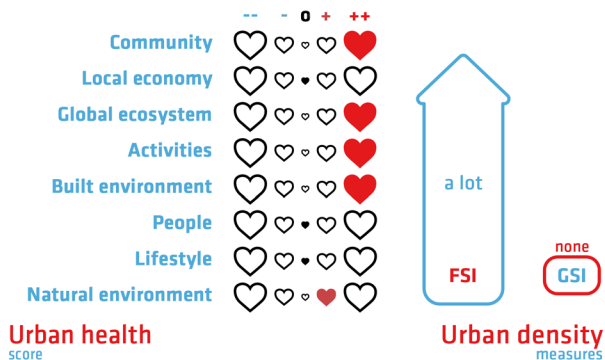 -- - 0 + ++
Community
Local economy
Global ecosystem
Activities
Built environment
People
Lifestyle
Natural environment
Urban health
score
a lot
FSI
none
GSI
Urban density
measures